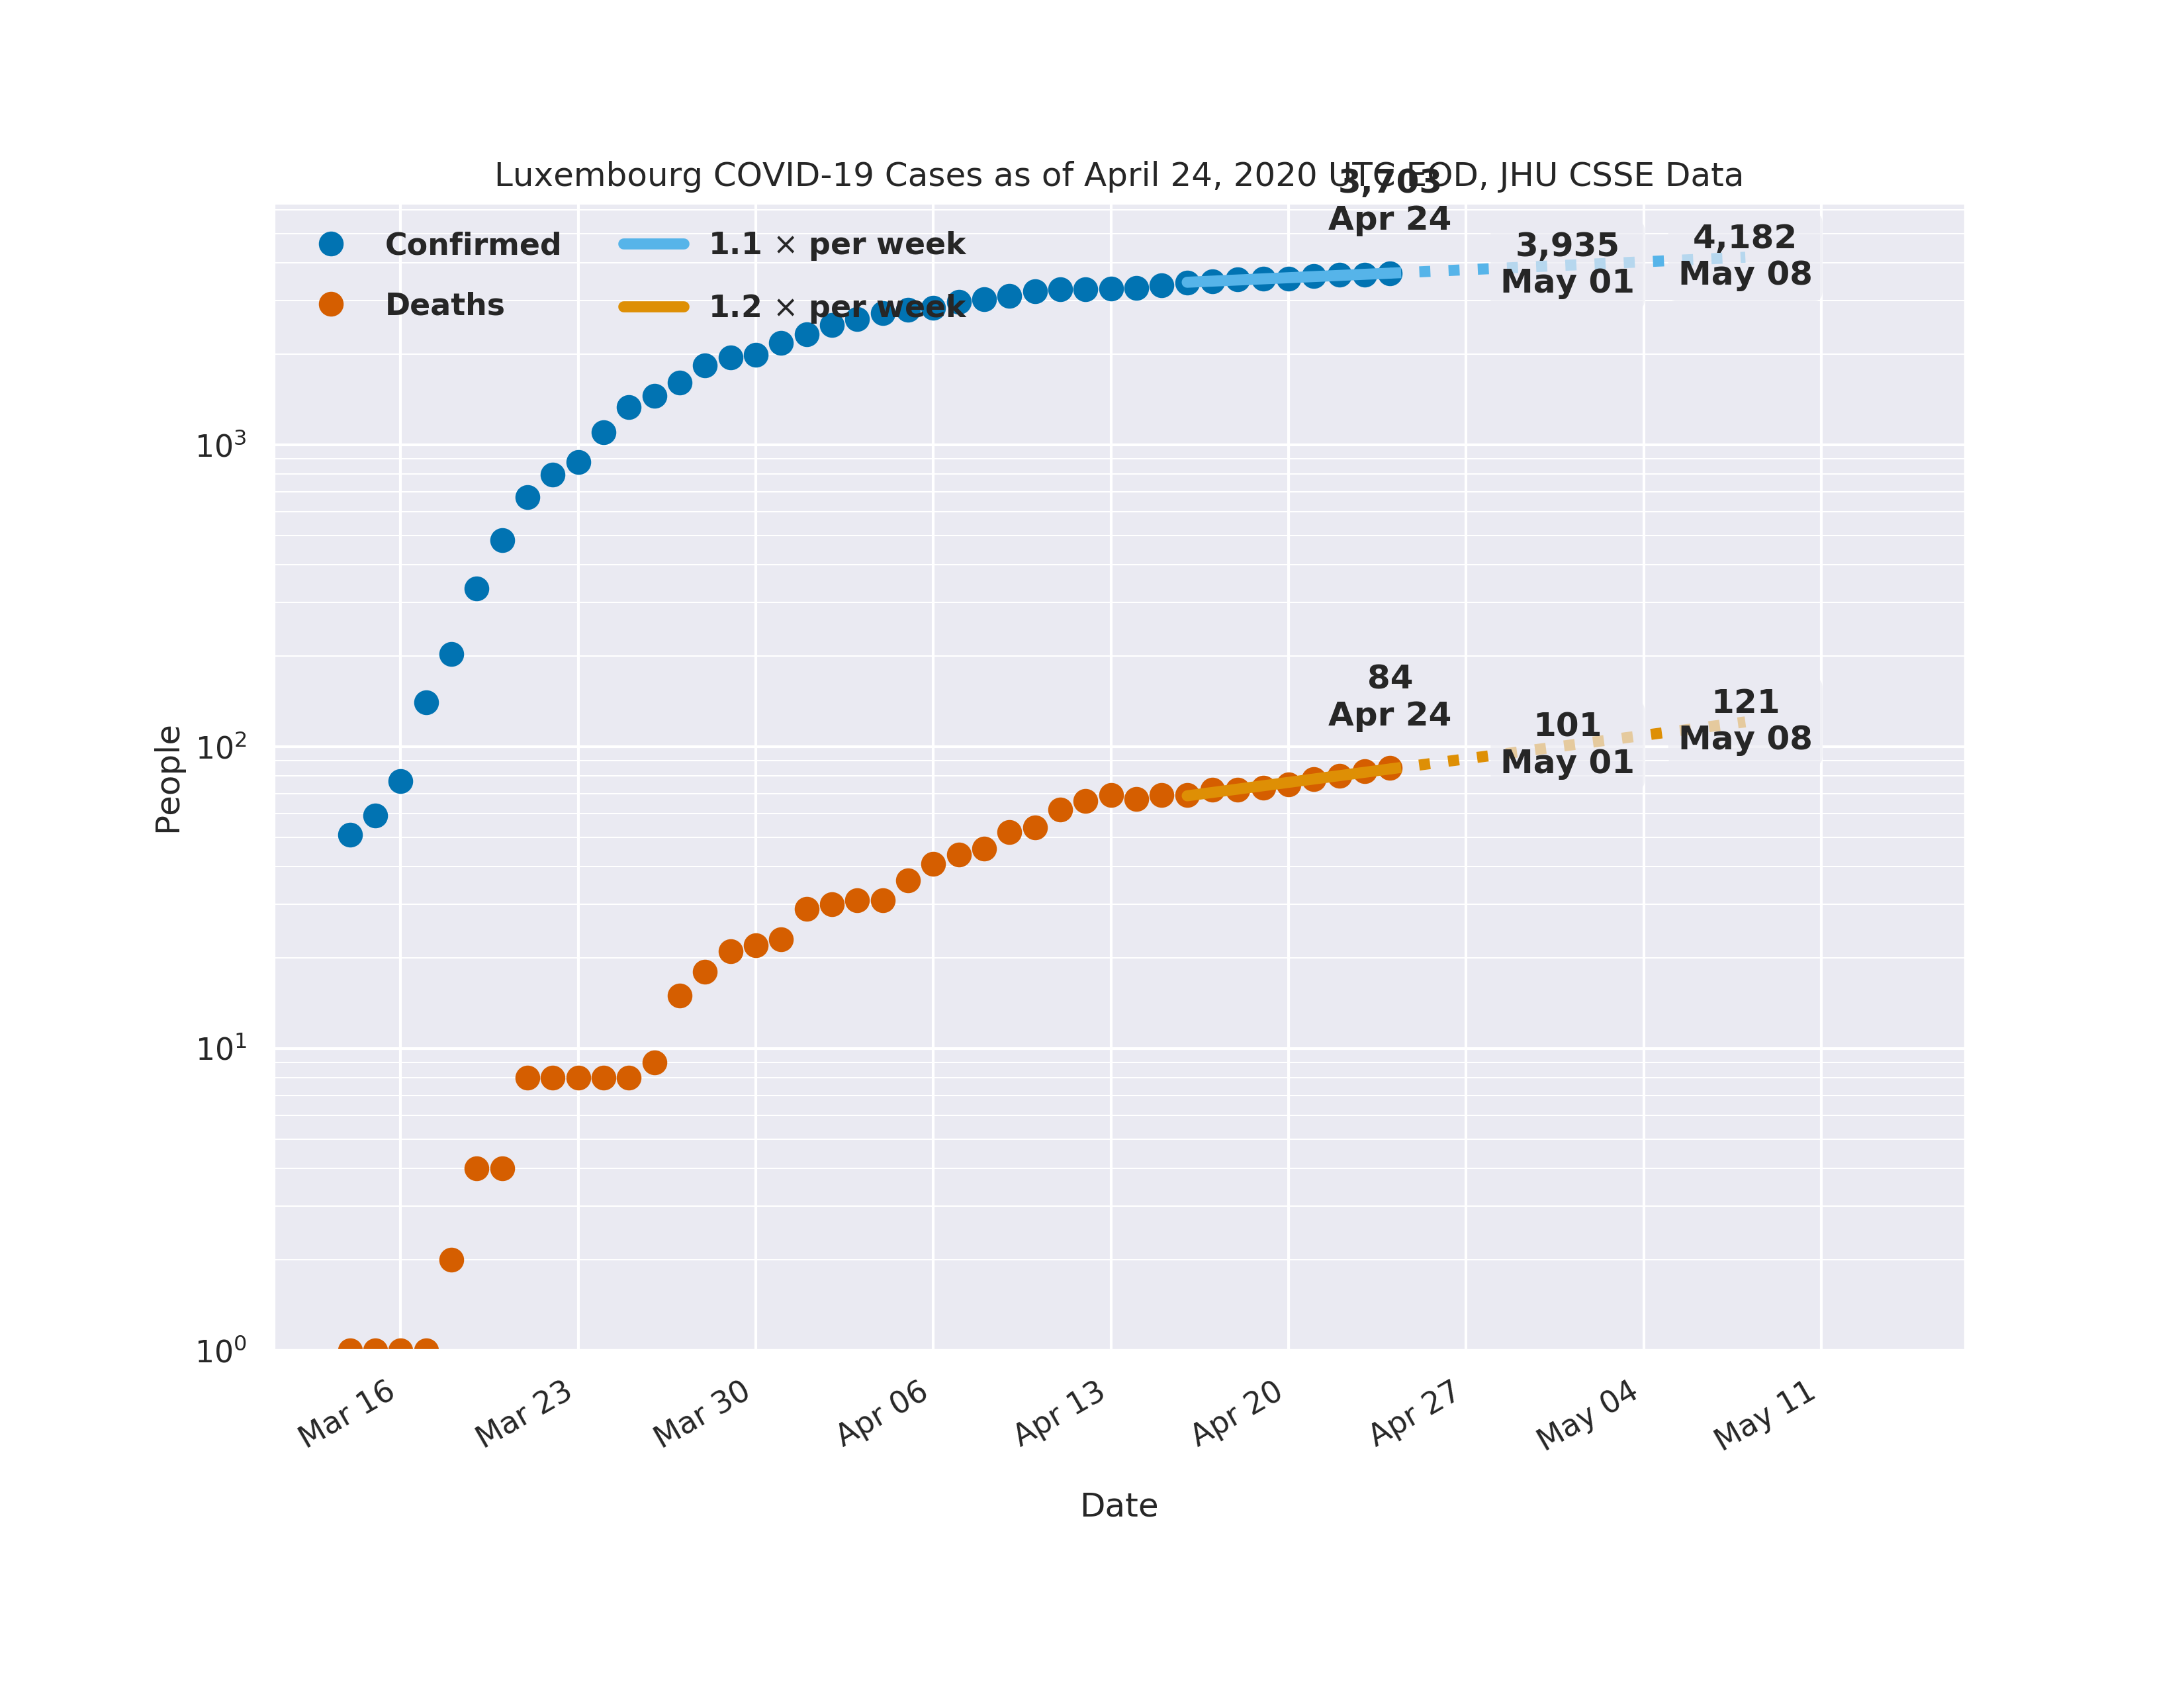 Luxembourg COVID-19 Cases as of April 24, 2020 UTC EOD, JHU CSSE Data
3,703
Apr 24
3,935
May 01
4,182
May 08
Confirmed
Deaths
1.1 × per week
1.2 × per week
84
Apr 24
101
May 01
121
May 08
People
10³
10²
10¹
10⁰
Mar 16
Mar 23
Mar 30
Apr 06
Apr 13
Apr 20
Apr 27
May 04
May 11
Date